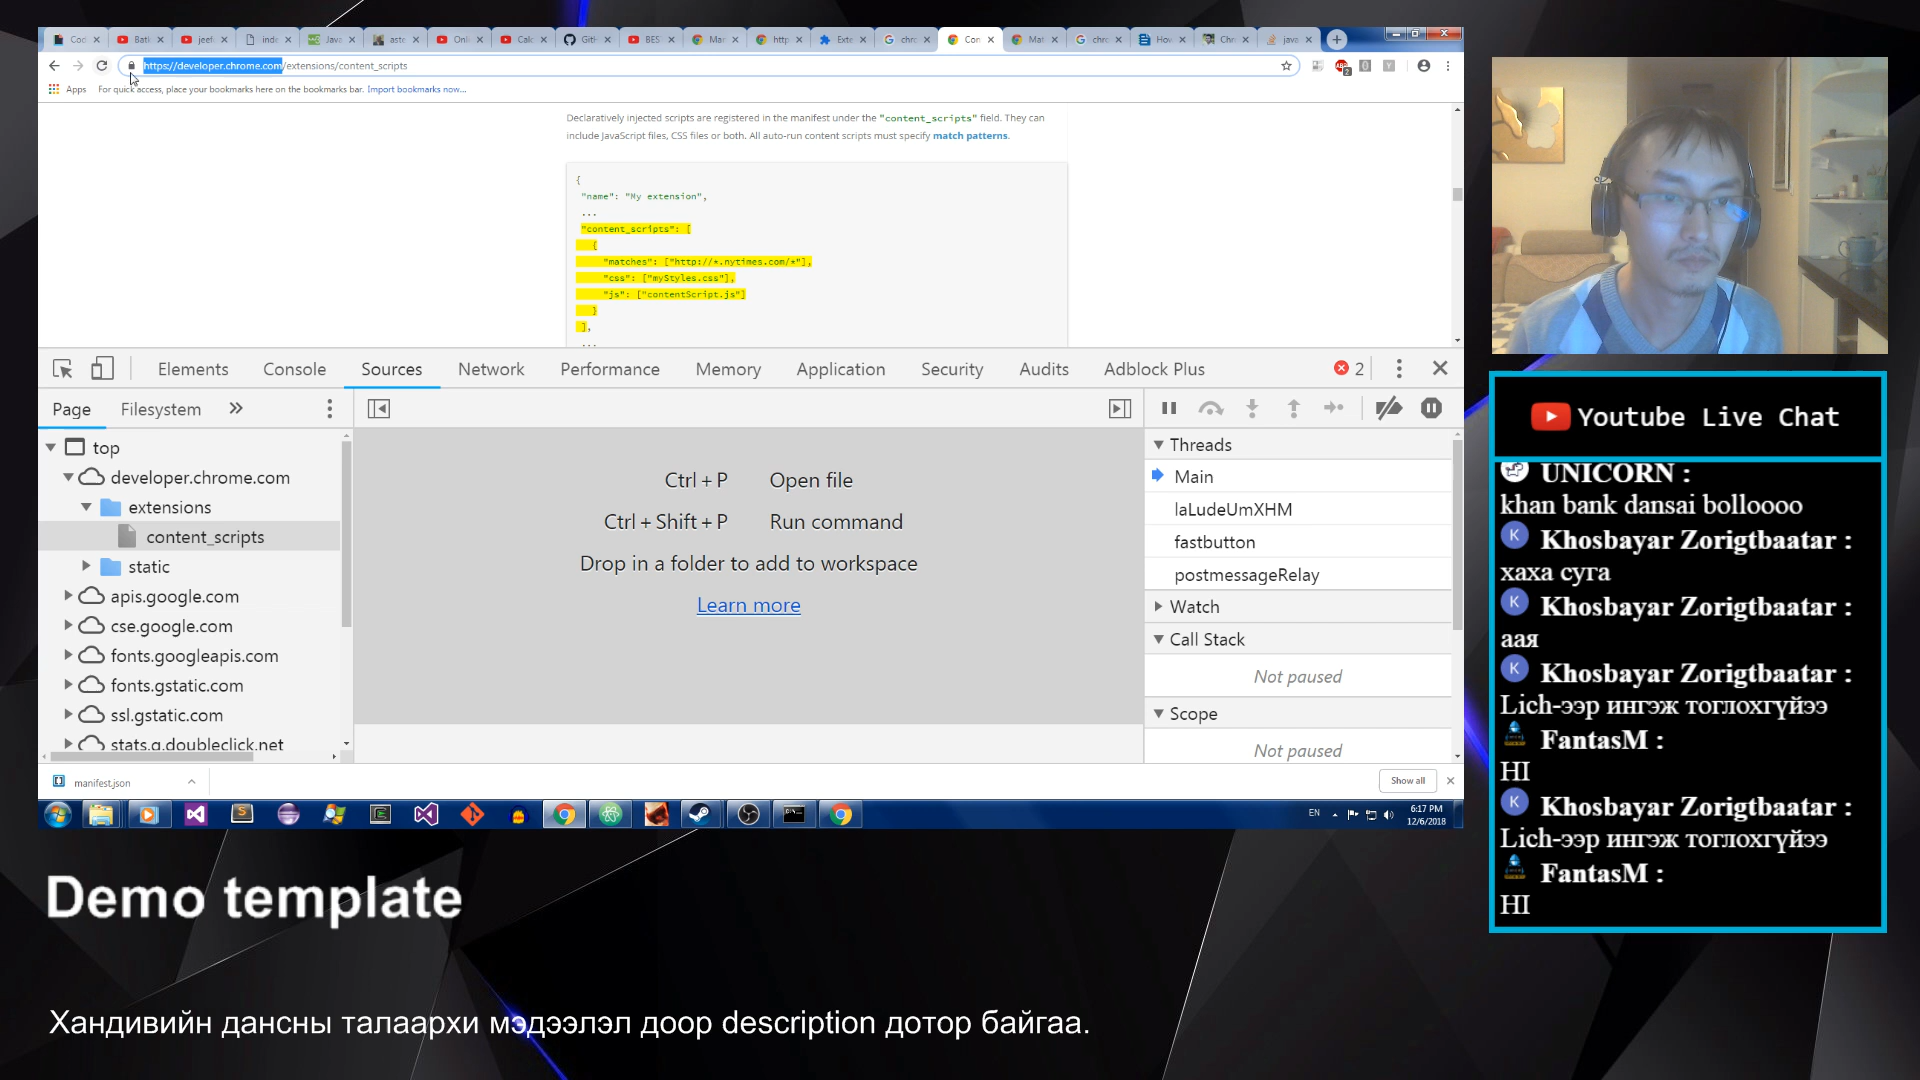 https://developer.chrome.com/extensions/content_scripts
Apps For quick access, place your bookmarks here on the bookmarks bar. Import bookmarks now...
Declaratively injected scripts are registered in the manifest under the "content_scripts" field. They can
include JavaScript files, CSS files or both. All auto-run content scripts must specify match patterns.
{
"name": "My extension",
...
"content_scripts": [
{
"matches": ["http://*.nytimes.com/*"],
"css": ["myStyles.css"],
"js": ["contentScript.js"]
}
],
...
Elements Console Sources Network Performance Memory Application Security Audits Adblock Plus 2
Page Filesystem
top
developer.chrome.com
extensions
content_scripts
static
apis.google.com
cse.google.com
fonts.googleapis.com
fonts.gstatic.com
ssl.gstatic.com
stats.g.doubleclick.net
Ctrl + P Open file
Ctrl + Shift + P Run command
Drop in a folder to add to workspace
Learn more
Threads
Main
laLudeUmXHM
fastbutton
postmessageRelay
Watch
Call Stack
Not paused
Scope
Not paused
manifest.json
Show all
EN
6:17 PM
12/6/2018
Youtube Live Chat
UNICORN :
khan bank dansai bolloooo
K Khosbayar Zorigtbaatar :
хаха суга
K Khosbayar Zorigtbaatar :
аая
K Khosbayar Zorigtbaatar :
Lich-ээр ингэж тоглохгүйээ
FantasM :
HI
K Khosbayar Zorigtbaatar :
Lich-ээр ингэж тоглохгүйээ
FantasM :
HI
Demo template
Хандивийн дансны талаархи мэдээлэл доор description дотор байгаа.